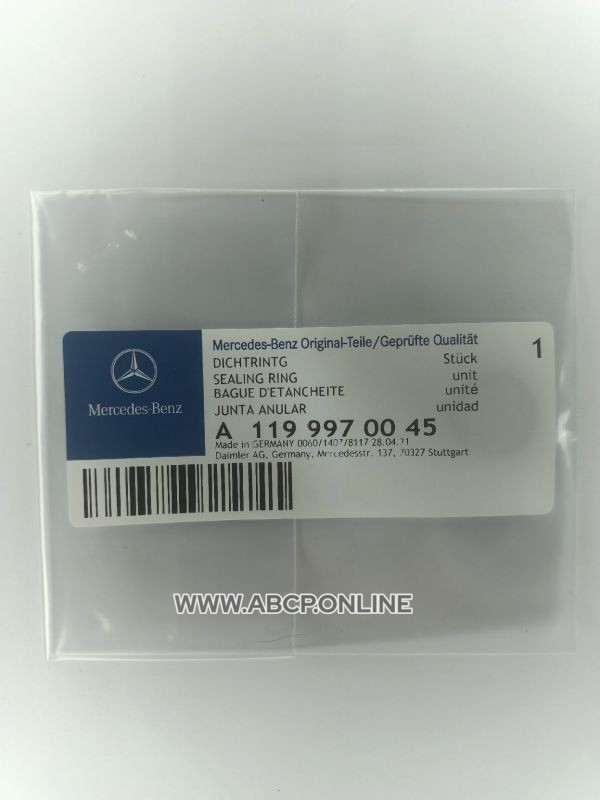 Mercedes-Benz
Mercedes-Benz Original-Teile/Geprüfte Qualität
DICHTRINTG Stück 1
SEALING RING unit
BAGUE D'ETANCHEITE unité
JUNTA ANULAR unidad
A 119 997 00 45
Made in GERMANY 0060/1407/8117 28.04.21
Daimler AG, Germany, Mercedesstr. 137, 70327 Stuttgart
WWW.ABCP.ONLINE